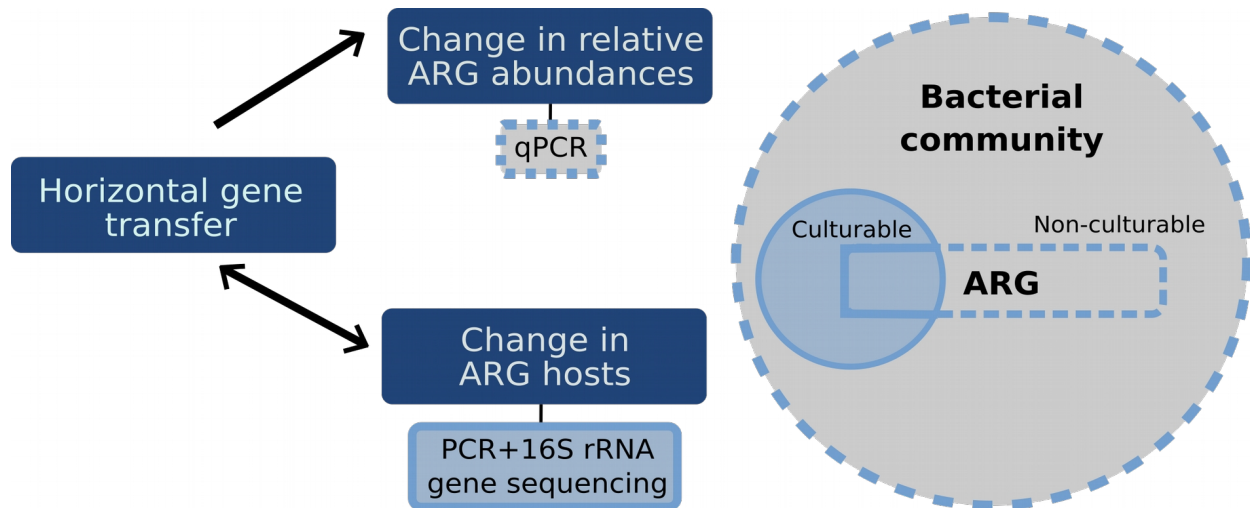 Change in relative
ARG abundances
qPCR
Horizontal gene
transfer
Change in
ARG hosts
PCR+16S rRNA
gene sequencing
Bacterial
community
Culturable
Non-culturable
ARG